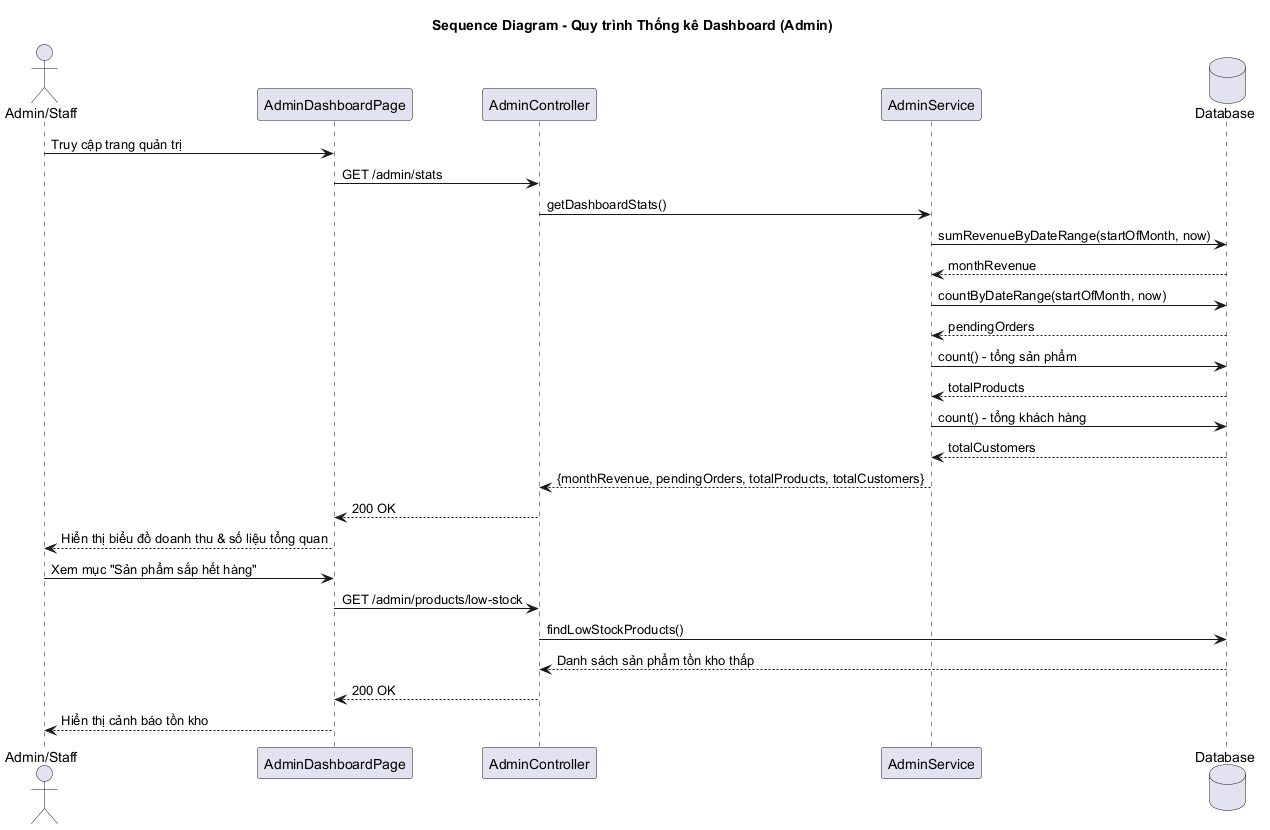 Sequence Diagram - Quy trình Thống kê Dashboard (Admin)
Admin/Staff
AdminDashboardPage
AdminController
AdminService
Database
Truy cập trang quản trị
GET /admin/stats
getDashboardStats()
sumRevenueByDateRange(startOfMonth, now)
monthRevenue
countByDateRange(startOfMonth, now)
pendingOrders
count() - tổng sản phẩm
totalProducts
count() - tổng khách hàng
totalCustomers
{monthRevenue, pendingOrders, totalProducts, totalCustomers}
200 OK
Hiển thị biểu đồ doanh thu & số liệu tổng quan
Xem mục "Sản phẩm sắp hết hàng"
GET /admin/products/low-stock
findLowStockProducts()
Danh sách sản phẩm tồn kho thấp
200 OK
Hiển thị cảnh báo tồn kho
Admin/Staff
AdminDashboardPage
AdminController
AdminService
Database